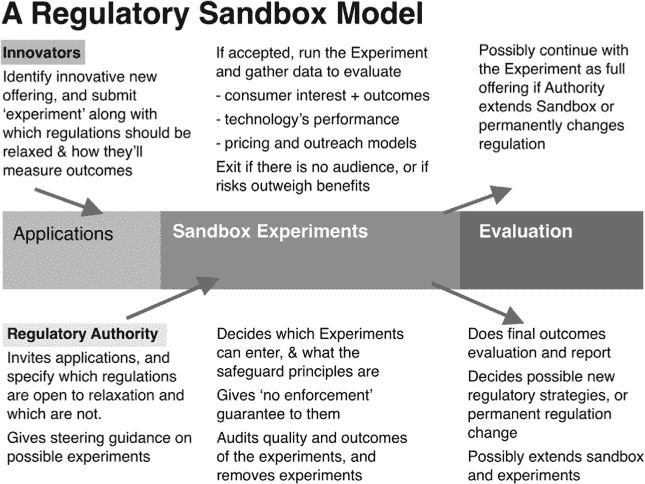 A Regulatory Sandbox Model
Innovators
Identify innovative new
offering, and submit
‘experiment’ along with
which regulations should be
relaxed & how they’ll
measure outcomes
If accepted, run the Experiment
and gather data to evaluate
- consumer interest + outcomes
- technology’s performance
- pricing and outreach models
Exit if there is no audience, or if
risks outweigh benefits
Possibly continue with
the Experiment as full
offering if Authority
extends Sandbox or
permanently changes
regulation
Applications
Sandbox Experiments
Evaluation
Regulatory Authority
Invites applications, and
specify which regulations
are open to relaxation and
which are not.
Gives steering guidance on
possible experiments
Decides which Experiments
can enter, & what the
safeguard principles are
Gives ‘no enforcement’
guarantee to them
Audits quality and outcomes
of the experiments, and
removes experiments
Does final outcomes
evaluation and report
Decides possible new
regulatory strategies, or
permanent regulation
change
Possibly extends sandbox
and experiments